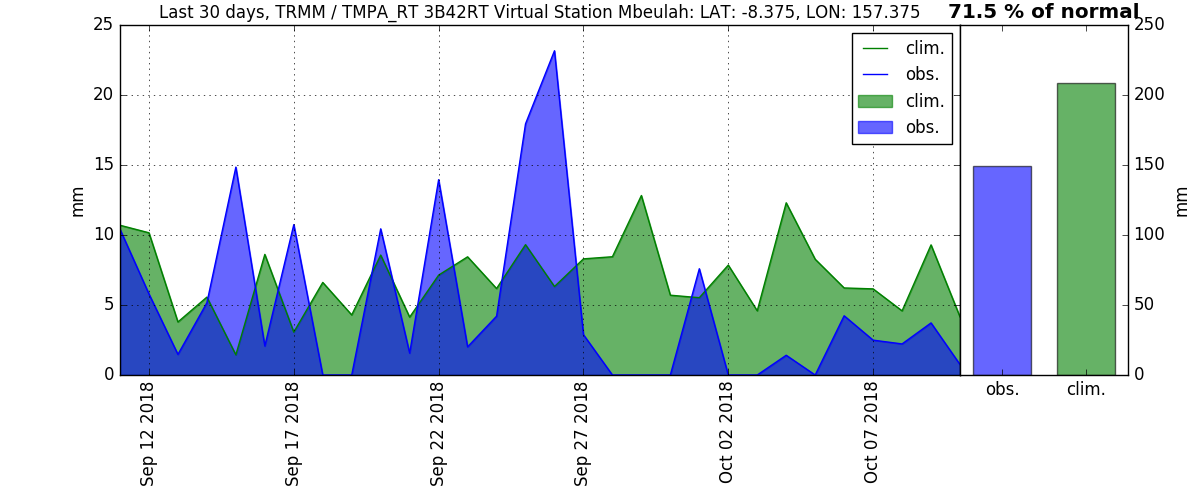 Last 30 days, TRMM / TMPA_RT 3B42RT Virtual Station Mbeulah: LAT: -8.375, LON: 157.375
71.5 % of normal
25
20
15
10
5
0
mm
clim.
obs.
clim.
obs.
Sep 12 2018
Sep 17 2018
Sep 22 2018
Sep 27 2018
Oct 02 2018
Oct 07 2018
250
200
150
100
50
0
mm
obs.
clim.